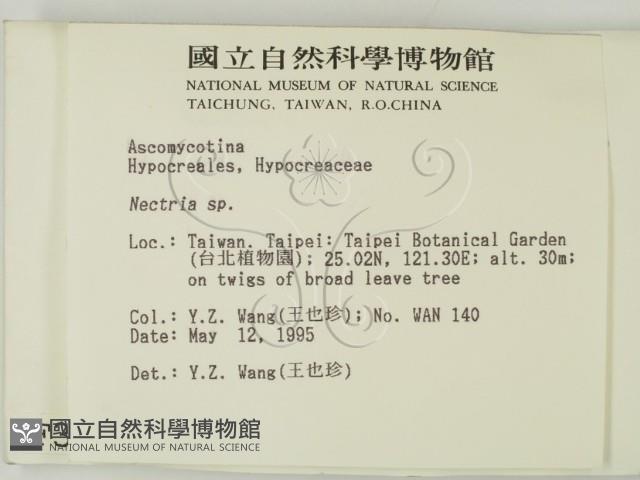 國立自然科學博物館
NATIONAL MUSEUM OF NATURAL SCIENCE
TAICHUNG, TAIWAN, R.O.CHINA
Ascomycotina
Hypocreales, Hypocreaceae
Nectria sp.
Loc.: Taiwan. Taipei: Taipei Botanical Garden
(台北植物園); 25.02N, 121.30E; alt. 30m;
on twigs of broad leave tree
Col.: Y.Z. Wang(王也珍); No. WAN 140
Date: May 12, 1995
Det.: Y.Z. Wang(王也珍)
國立自然科學博物館
NATIONAL MUSEUM OF NATURAL SCIENCE